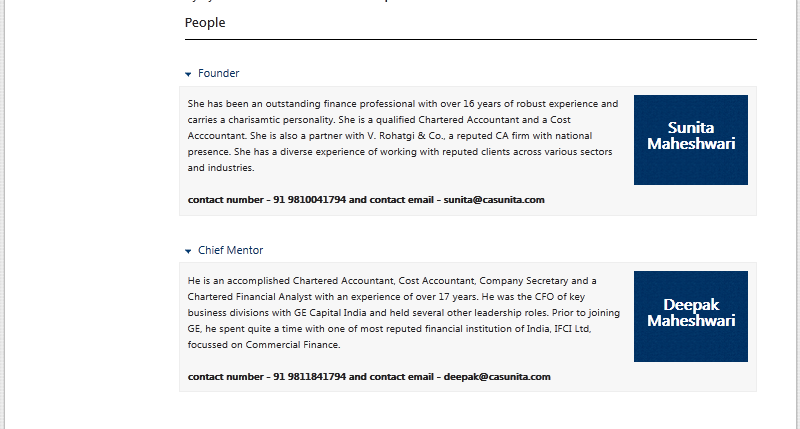 People
Founder
She has been an outstanding finance professional with over 16 years of robust experience and
carries a charisamtic personality. She is a qualified Chartered Accountant and a Cost
Acccountant. She is also a partner with V. Rohatgi & Co., a reputed CA firm with national
presence. She has a diverse experience of working with reputed clients across various sectors
and industries.
contact number - 91 9810041794 and contact email - sunita@casunita.com
Sunita
Maheshwari
Chief Mentor
He is an accomplished Chartered Accountant, Cost Accountant, Company Secretary and a
Chartered Financial Analyst with an experience of over 17 years. He was the CFO of key
business divisions with GE Capital India and held several other leadership roles. Prior to joining
GE, he spent quite a time with one of most reputed financial institution of India, IFCI Ltd,
focussed on Commercial Finance.
contact number - 91 9811841794 and contact email - deepak@casunita.com
Deepak
Maheshwari